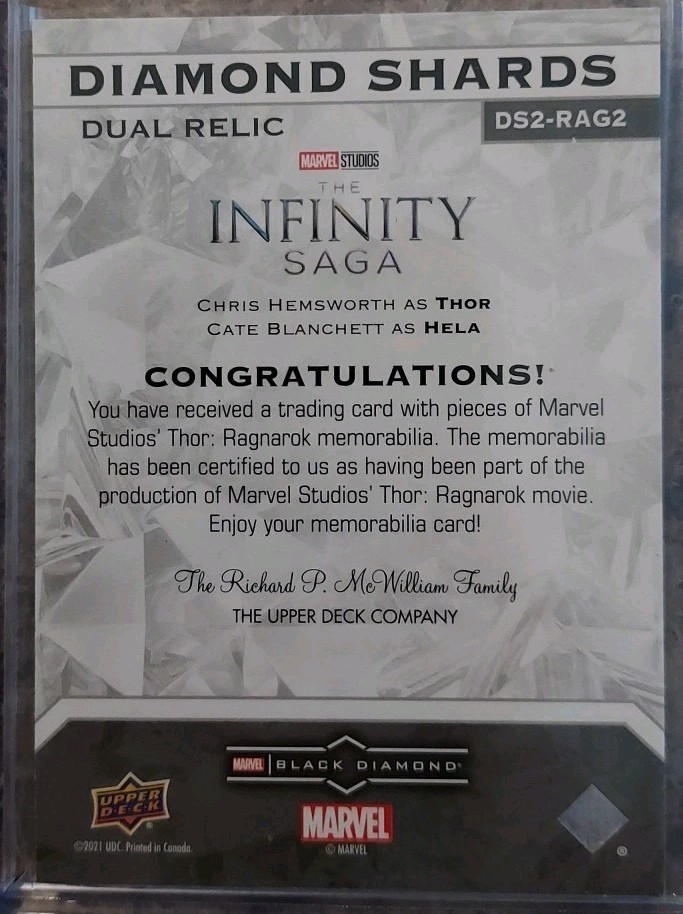 DIAMOND SHARDS
DUAL RELIC
DS2-RAG2
MARVEL STUDIOS
THE
INFINITY
SAGA
CHRIS HEMSWORTH AS THOR
CATE BLANCHETT AS HELA
CONGRATULATIONS!
You have received a trading card with pieces of Marvel
Studios' Thor: Ragnarok memorabilia. The memorabilia
has been certified to us as having been part of the
production of Marvel Studios' Thor: Ragnarok movie.
Enjoy your memorabilia card!
The Richard P. McWilliam Family
THE UPPER DECK COMPANY
MARVEL BLACK DIAMOND
UPPER
D·E·C·K
®
MARVEL
©2021 UDC. Printed in Canada.
© MARVEL
®